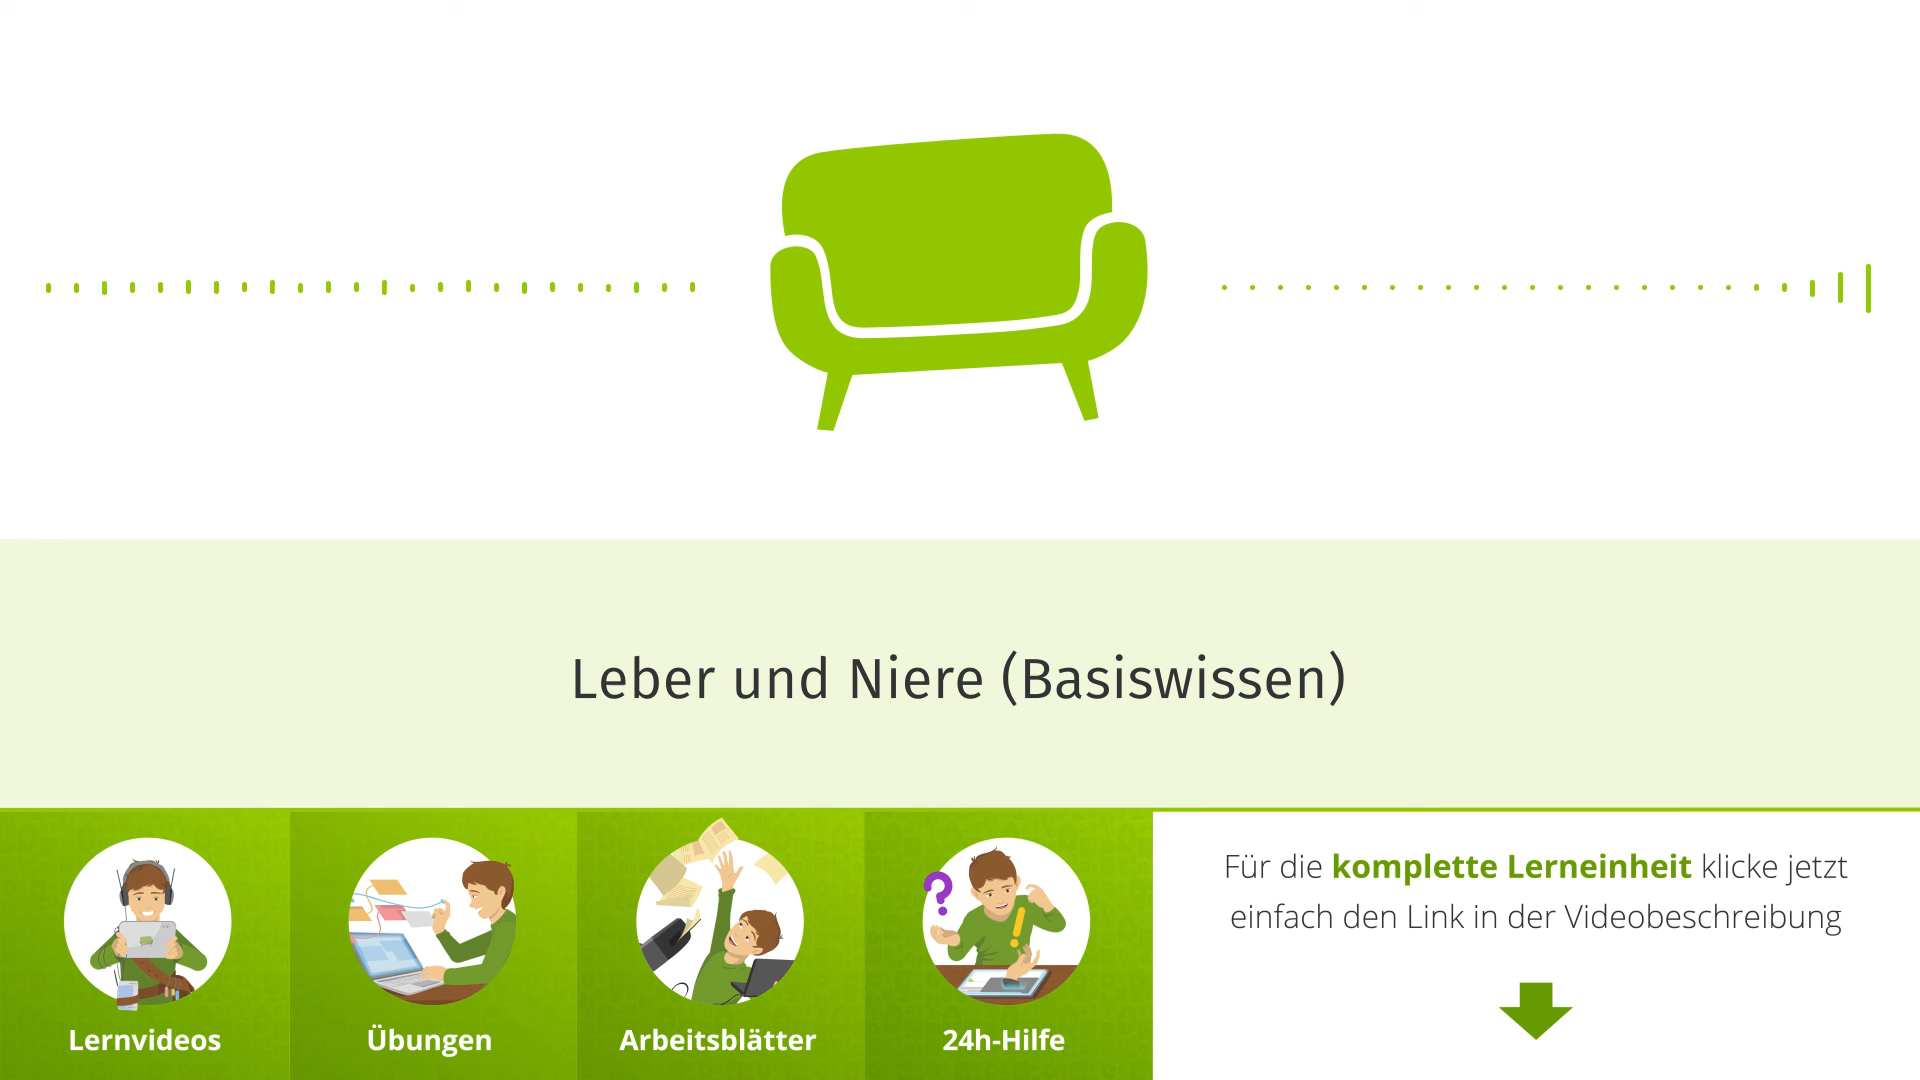 Leber und Niere (Basiswissen)
Für die komplette Lerneinheit klicke jetzt
einfach den Link in der Videobeschreibung
Lernvideos
Übungen
Arbeitsblätter
24h-Hilfe